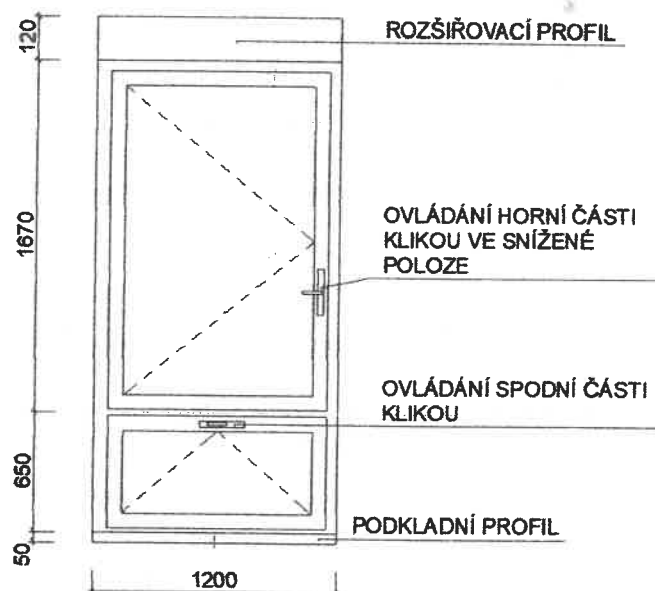 120
ROZŠIŘOVACÍ PROFIL
1670
OVLÁDÁNÍ HORNÍ ČÁSTI
KLIKOU VE SNÍŽENÉ
POLOZE
OVLÁDÁNÍ SPODNÍ ČÁSTI
KLIKOU
650
PODKLADNÍ PROFIL
50
1200